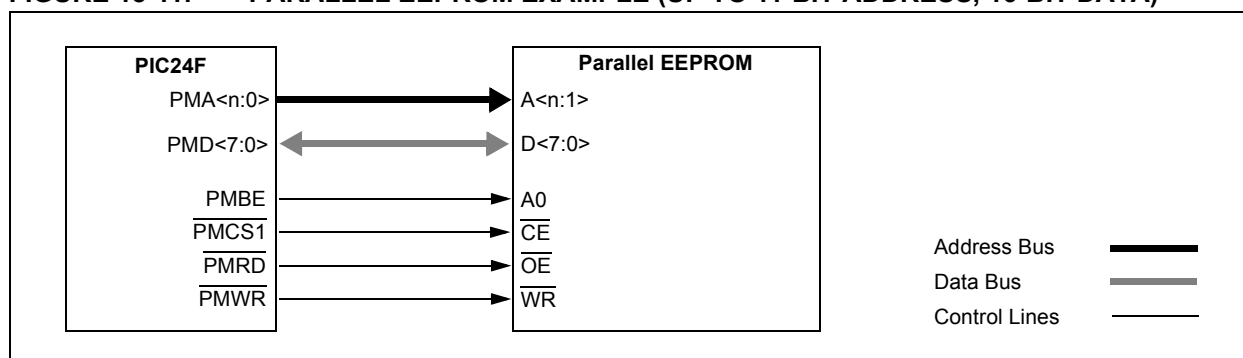 PIC24F
PMA<n:0>
PMD<7:0>
PMBE
PMCS1
PMRD
PMWR
Parallel EEPROM
A<n:1>
D<7:0>
A0
CE
OE
WR
Address Bus
Data Bus
Control Lines